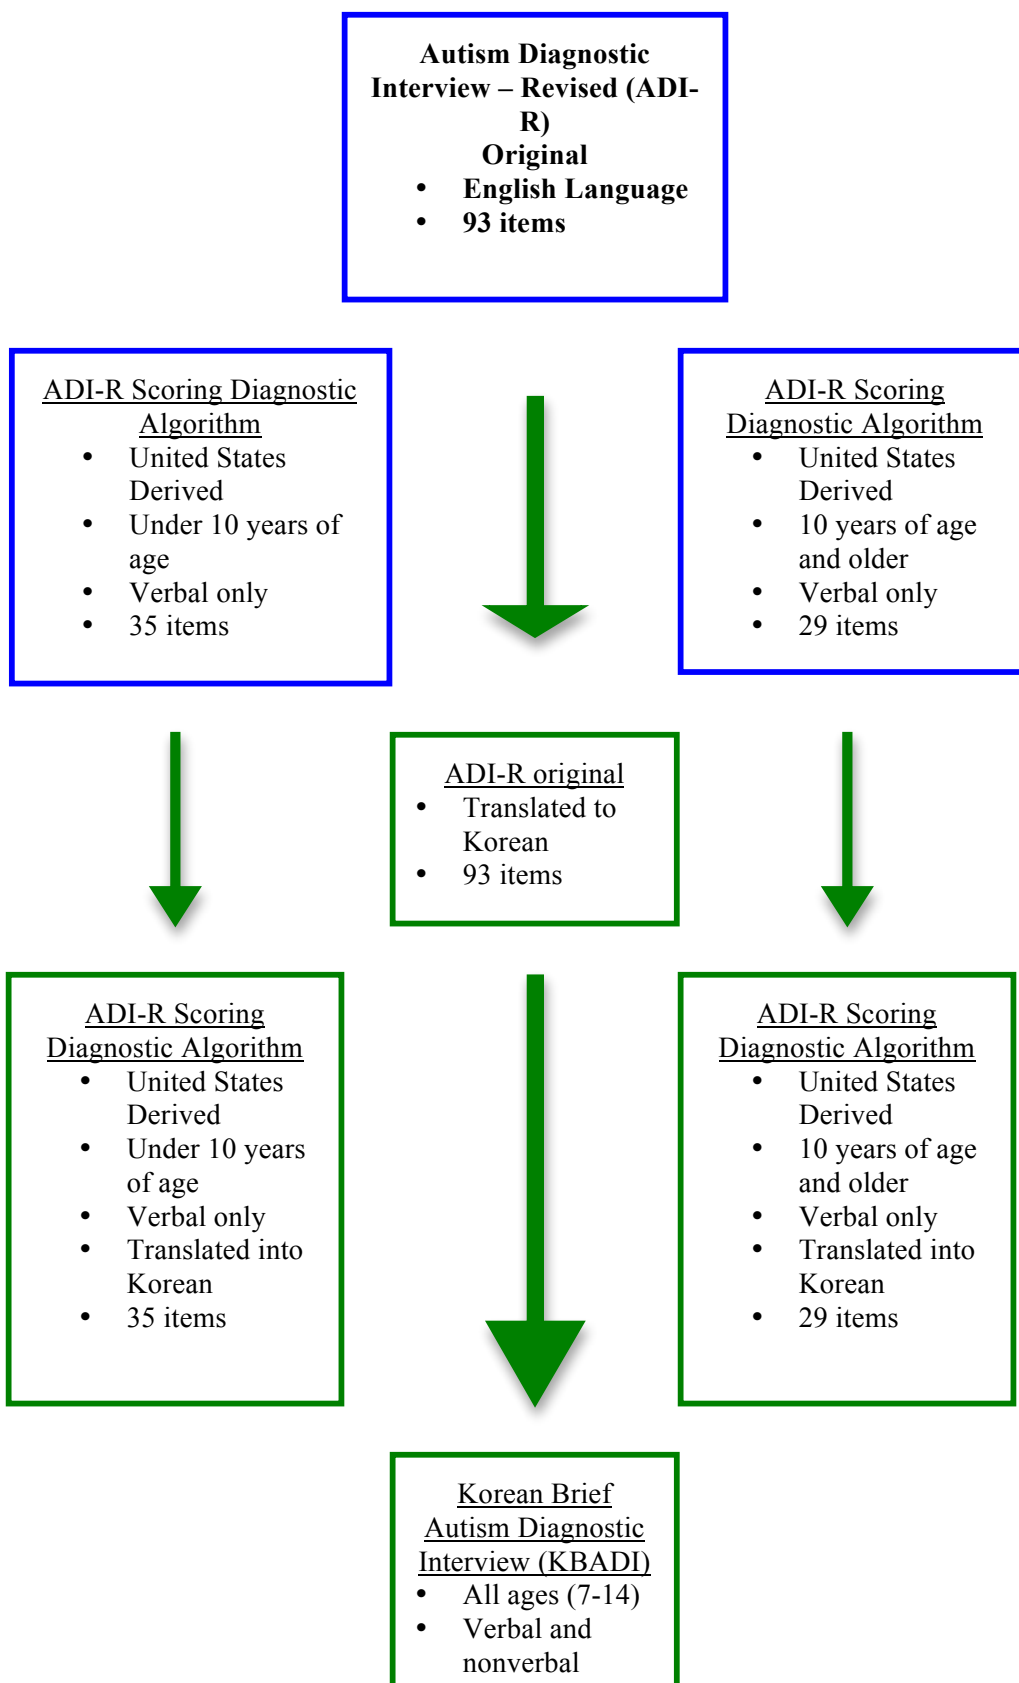 Autism Diagnostic
Interview – Revised (ADI-
R)
Original
• English Language
• 93 items
ADI-R Scoring Diagnostic
Algorithm
• United States
Derived
• Under 10 years of
age
• Verbal only
• 35 items
ADI-R Scoring
Diagnostic Algorithm
• United States
Derived
• 10 years of age
and older
• Verbal only
• 29 items
ADI-R original
• Translated to
Korean
• 93 items
ADI-R Scoring
Diagnostic Algorithm
• United States
Derived
• Under 10 years
of age
• Verbal only
• Translated into
Korean
• 35 items
ADI-R Scoring
Diagnostic Algorithm
• United States
Derived
• 10 years of age
and older
• Verbal only
• Translated into
Korean
• 29 items
Korean Brief
Autism Diagnostic
Interview (KBADI)
• All ages (7-14)
• Verbal and
nonverbal